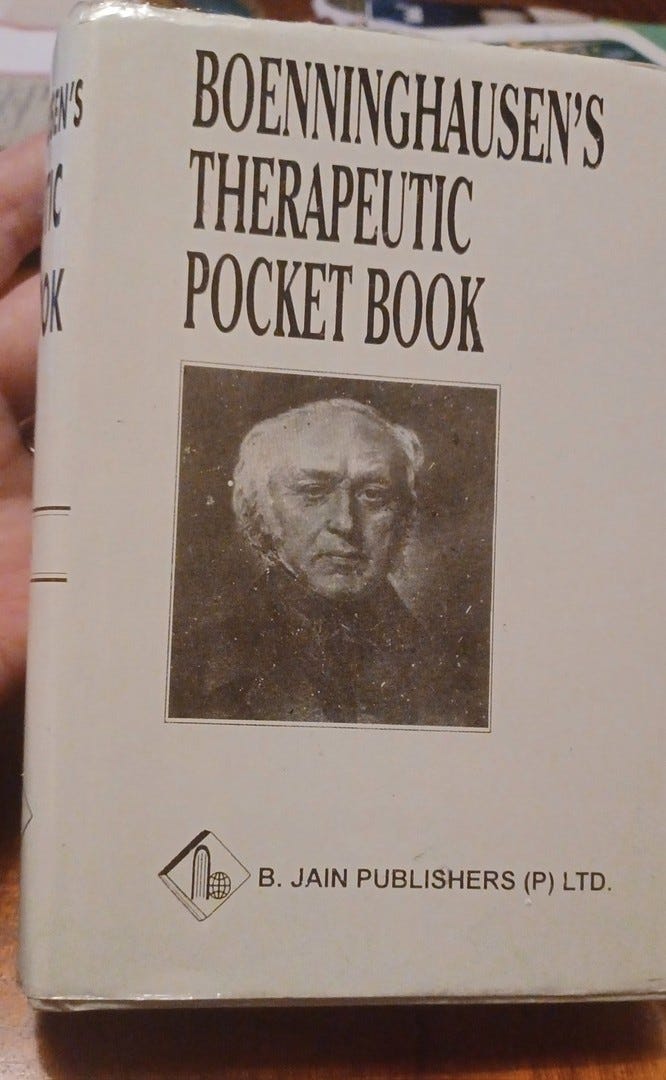 BOENNINGHAUSEN'S
THERAPEUTIC
POCKET BOOK
B. JAIN PUBLISHERS (P) LTD.